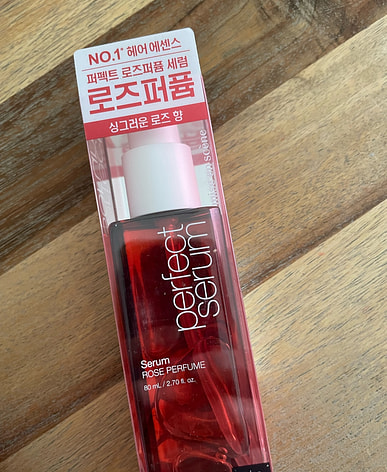 NO.1* 헤어 에센스
퍼펙트 로즈퍼퓸 세럼
로즈퍼퓸
싱그러운 로즈 향
perfect
serum
Serum
ROSE PERFUME
80 mL / 2.70 fl. oz.